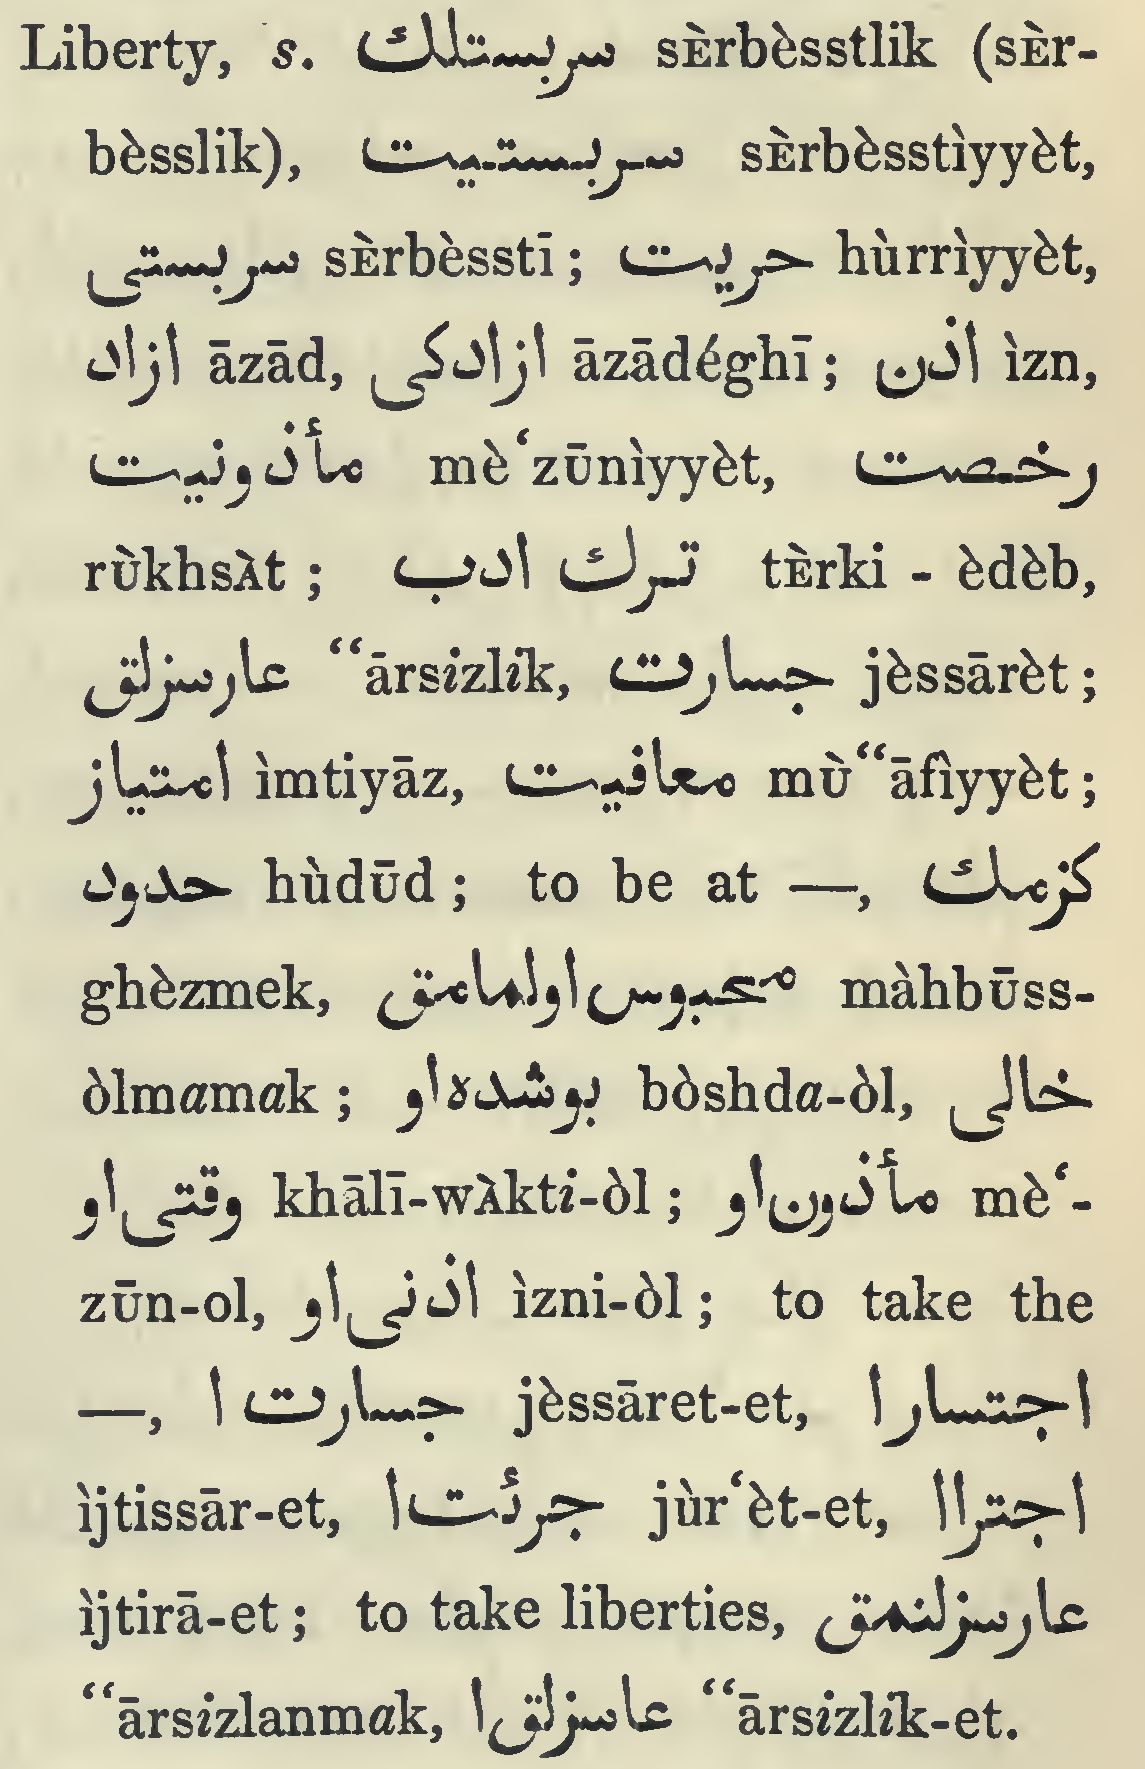 Liberty, s. سربستلك sèrbèsstlik (sèr-
bèsslik), سربستيت sèrbèsstìyyèt,
سربستى sèrbèsstī ; حريت hùrrìyyèt,
ازاد āzād, ازادكى āzādéghī ; اذن ìzn,
مأذونيت mè‘zūnìyyèt, رخصت
rùkhsàt ; ترك ادب tèrki - èdèb,
عارسزلق “ārsizlik, جسارت jèssārèt ;
امتياز ìmtiyāz, معافيت mù“āfìyyèt ;
حدود hùdūd ; to be at —, كزمك
ghèzmek, محبوس اولمامق màhbūss-
òlmamak ; بوشده او bòshda-òl, خالى
وقتى او khālī-wàkti-òl ; مأذون او mè‘-
zūn-ol, اذنى او ìzni-òl ; to take the
—, جسارت ا jèssāret-et, اجتسار ا
ìjtissār-et, جرئت ا jùr‘èt-et, اجترا ا
ìjtirā-et ; to take liberties, عارسزلنمق
“ārsizlanmak, عاسزلق ا “ārsizlik-et.